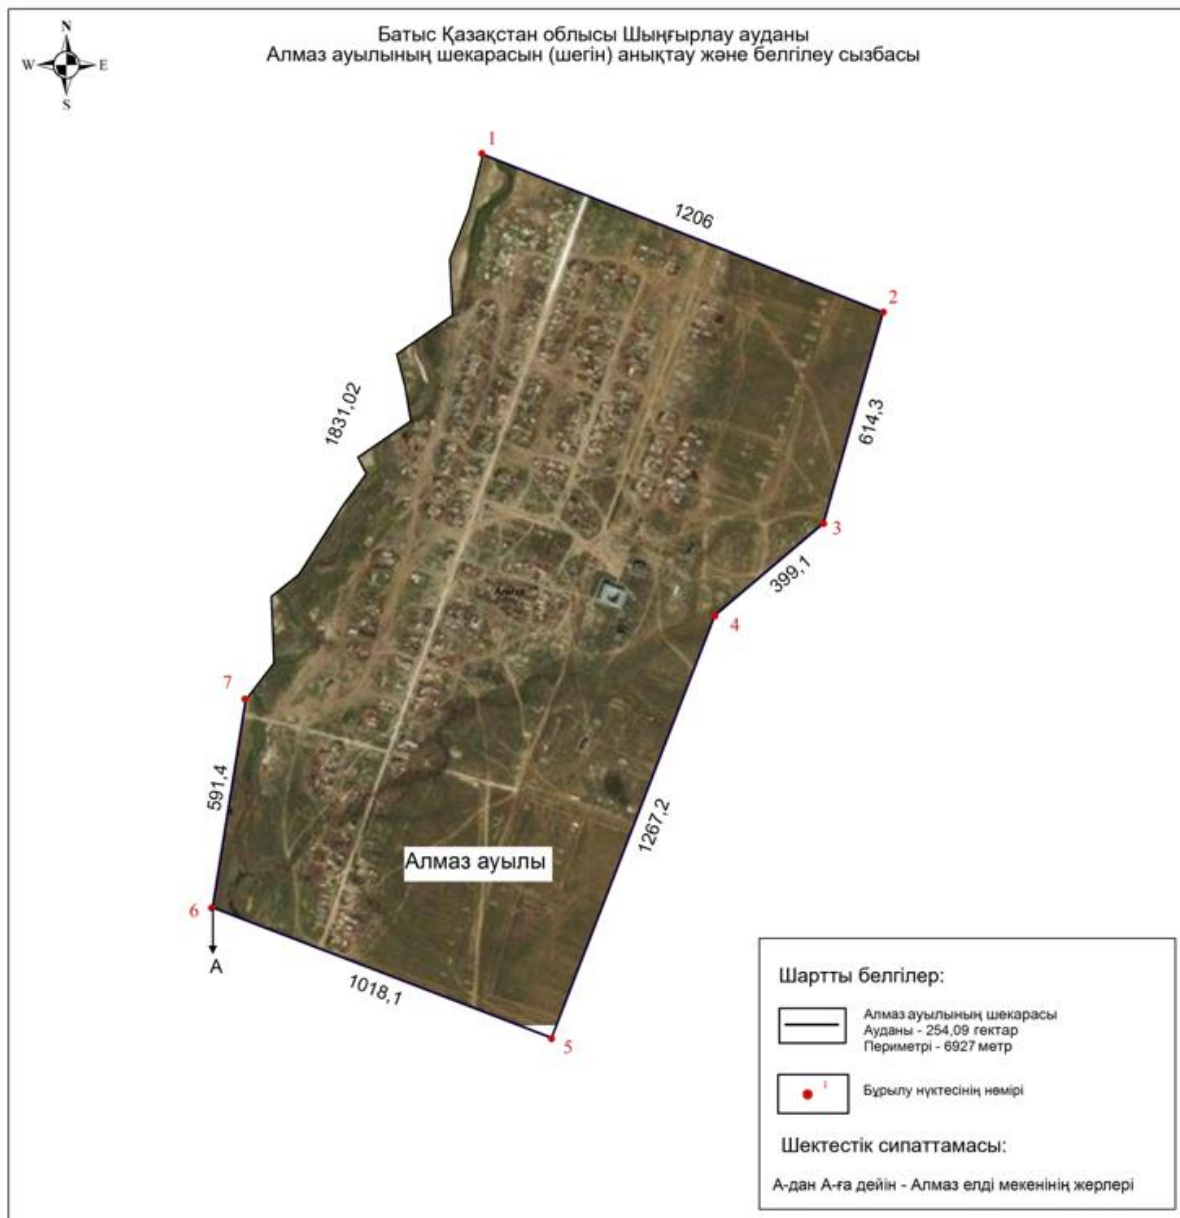 Батыс Қазақстан облысы Шыңғырлау ауданы
Алмаз ауылының шекарасын (шегін) анықтау және белгілеу сызбасы
N
W E
S
1
1206
2
1831,02
614,3
3
399,1
4
7
591,4
1267,2
Алмаз ауылы
6
А
1018,1
5
Шартты белгілер:
Алмаз ауылының шекарасы
Ауданы - 254,09 гектар
Периметрі - 6927 метр
1
Бұрылу нүктесінің нөмірі
Шектестік сипаттамасы:
А-дан А-ға дейін - Алмаз елді мекенінің жерлері